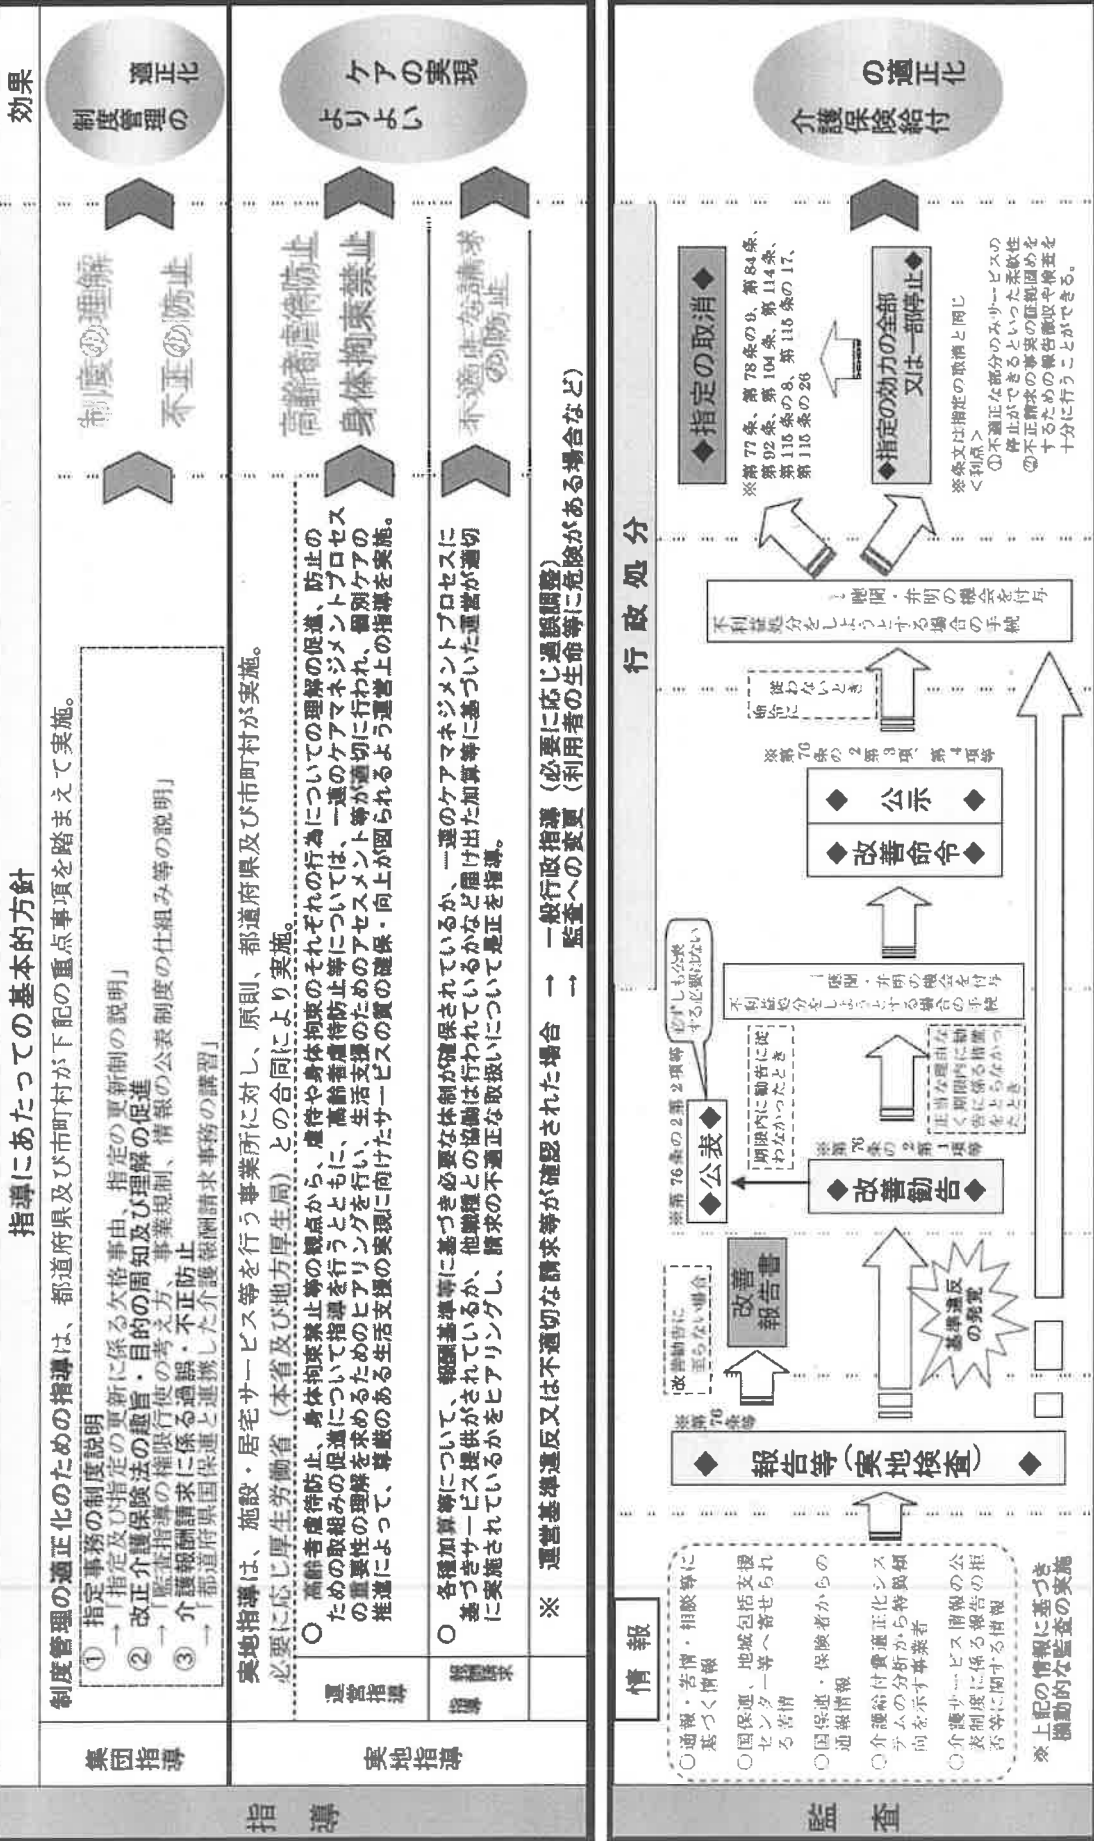 指導にあたっての基本的方針
効果
指導
集団指導
制度管理の適正化のための指導は、都道府県及び市町村が下記の重点事項を踏まえて実施。
① 指定事務の制度説明
→「指定及び指定の更新に係る欠格事由、指定の更新制の説明」
② 改正介護保険法の趣旨・目的の周知及び理解の促進
→「監査指導の権限行使の考え方、事業規制、情報の公表制度の仕組み等の説明」
③ 介護報酬請求に係る過誤・不正防止
→「都道府県国保連と連携した介護報酬請求事務の講習」
制度の理解
不正の防止
制度管理の
適正化
実地指導
実地指導は、施設・居宅サービス等を行う事業所に対し、原則、都道府県及び市町村が実施。
必要に応じ厚生労働省（本省及び地方厚生局）との合同により実施。
運営指導
○ 高齢者虐待防止、身体拘束禁止等の観点から、虐待や身体拘束のそれぞれの行為についての理解の促進、防止の
ための取組みの促進について指導を行うとともに、高齢者虐待防止等については、一連のケアマネジメントプロセス
の重要性の理解を求めるためのヒアリングを行い、生活支援のためのアセスメント等が適切に行われ、個別ケアの
推進によって、尊厳のある生活支援の実現に向けたサービスの質の確保・向上が図られるよう運営上の指導を実施。
高齢者虐待防止
身体拘束禁止
よりよい
ケアの実現
報酬請求
指導
○ 各種加算等について、報酬基準等に基づき必要な体制が確保されているか、一連のケアマネジメントプロセスに
基づきサービス提供がされているか、他職種との協働は行われているかなど届け出た加算等に基づいた運営が適切
に実施されているかをヒアリングし、請求の不適正な取扱いについて是正を指導。
不適正な請求
の防止
※ 運営基準違反又は不適切な請求等が確認された場合 → 一般行政指導（必要に応じ過誤調整）
→ 監査への変更（利用者の生命等に危険がある場合など）
監査
情報
○通報・苦情・相談等に
基づく情報
○国保連、地域包括支援
センター等へ寄せられ
る苦情
○国保連・保険者からの
通報情報
○介護給付費適正化シス
テムの分析から特異傾
向を示す事業者
○介護サービス情報の公
表制度に係る報告の拒
否等に関する情報
※上記の情報に基づき
機動的な監査の実施
◆ 報告等（実地検査） ◆
※第76条等
改善勧告に
至らない場合
改善
報告書
基準違反
の発覚
◆改善勧告◆
※第76条の2第1項等
※第76条の2第2項等
◆公表◆
必ずしも公表
する必要はない
期限内に勧告に従
わなかったとき
正当な理由な
く期限内に勧
告に係る措置
をとらなかっ
たとき
不利益処分をしようとする場合の手続
：聴聞・弁明の機会を付与
行政処分
◆改善命令◆
◆ 公示 ◆
※第76条の2第3項、第4項等
命令に
従わないとき
不利益処分をしようとする場合の手続
：聴聞・弁明の機会を付与
◆指定の取消◆
※第77条、第78条の9、第84条、
第92条、第104条、第114条、
第115条の8、第115条の17、
第115条の26
◆指定の効力の全部
又は一部停止◆
※条文は指定の取消と同じ
＜利点＞
①不適正な部分のみサービスの
停止ができるといった柔軟性
②不正請求の事実の証拠固めを
するための報告徴収や検査を
十分に行うことができる。
介護保険給付
の適正化